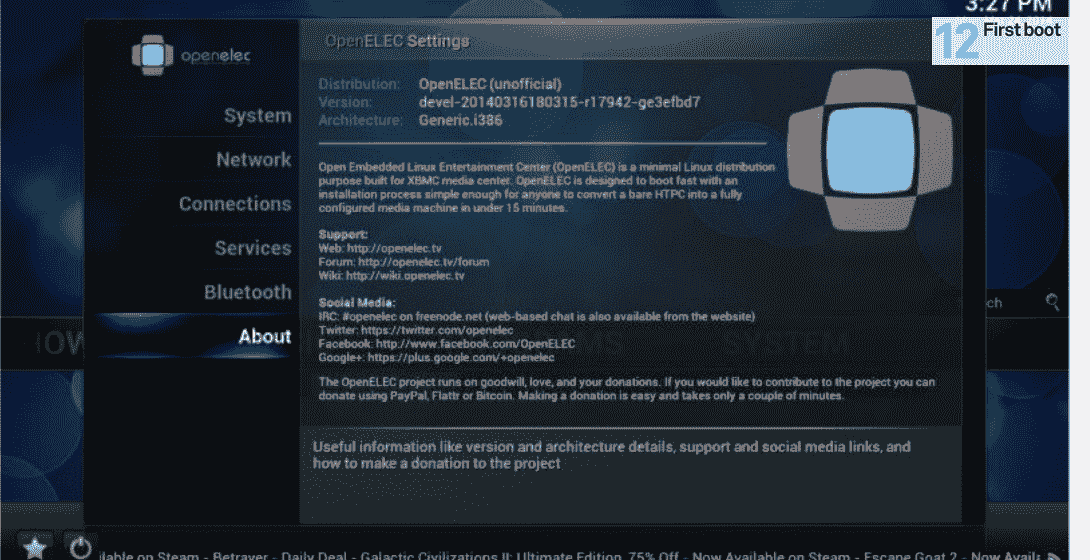 3:27 PM
12 First boot
openelec
OpenELEC Settings
System
Network
Connections
Services
Bluetooth
About
Distribution: OpenELEC (unofficial)
Version: devel-20140316180315-r17942-ge3efbd7
Architecture: Generic.i386
Open Embedded Linux Entertainment Center (OpenELEC) is a minimal Linux distribution
purpose built for XBMC media center. OpenELEC is designed to boot fast with an
installation process simple enough for anyone to convert a bare HTPC into a fully
configured media machine in under 15 minutes.
Support:
Web: http://openelec.tv
Forum: http://openelec.tv/forum
Wiki: http://wiki.openelec.tv
Social Media:
IRC: #openelec on freenode.net (web-based chat is also available from the website)
Twitter: https://twitter.com/openelec
Facebook: http://www.facebook.com/OpenELEC
Google+: https://plus.google.com/+openelec
The OpenELEC project runs on goodwill, love, and your donations. If you would like to contribute to the project you can
donate using PayPal, Flattr or Bitcoin. Making a donation is easy and takes only a couple of minutes.
Useful information like version and architecture details, support and social media links, and
how to make a donation to the project
ch
ilable on Steam - Betrayer - Daily Deal - Galactic Civilizations II: Ultimate Edition, 75% Off - Now Available on Steam - Escape Goat 2 - Now Avail